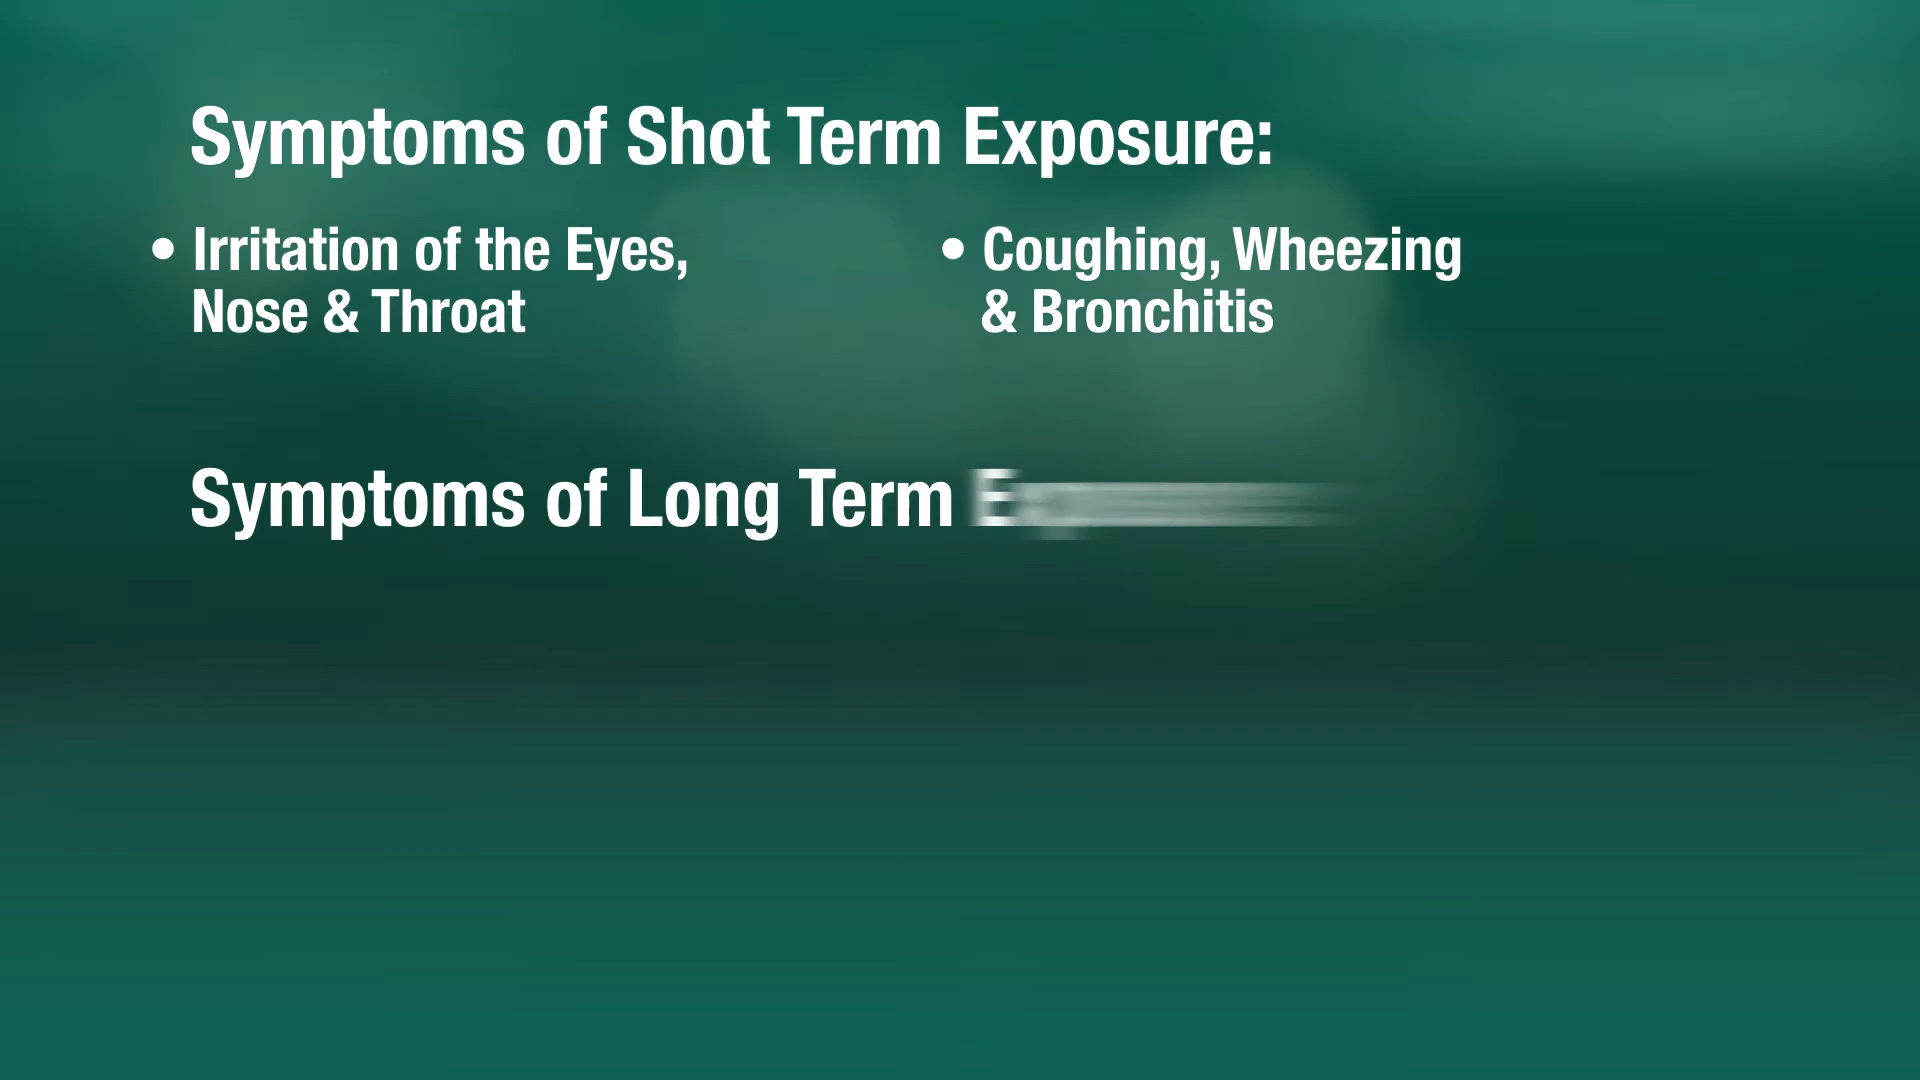 Symptoms of Shot Term Exposure:
• Irritation of the Eyes,
Nose & Throat
• Coughing, Wheezing
& Bronchitis
Symptoms of Long Term